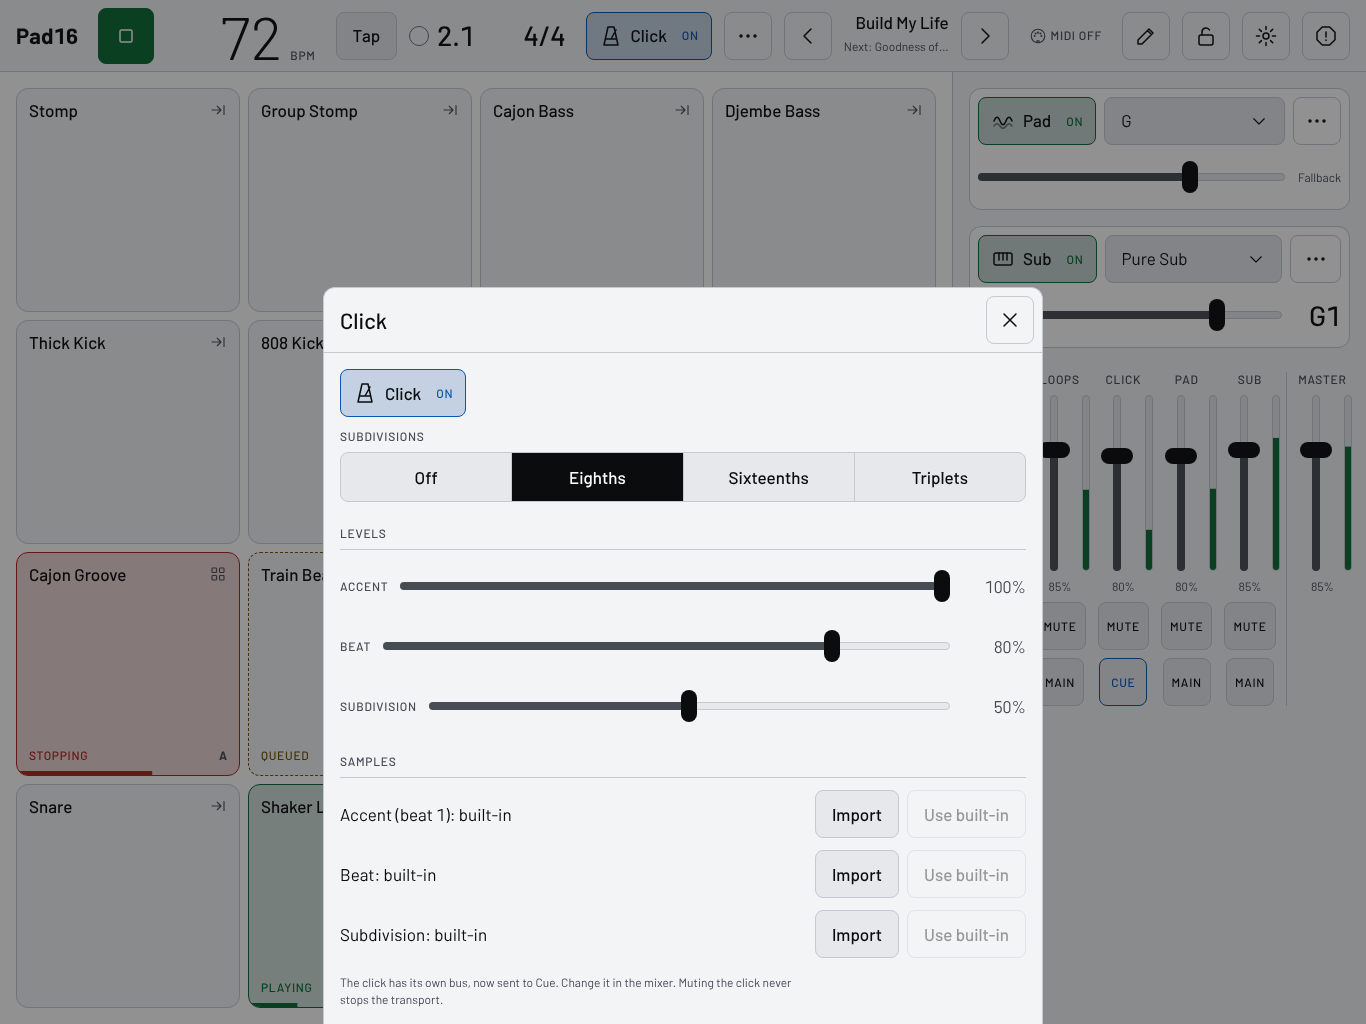 Pad16
72 BPM
Tap
2.1
4/4
Click ON
Build My Life
Next: Goodness of...
MIDI OFF
Stomp
Group Stomp
Cajon Bass
Djembe Bass
Pad ON
G
Fallback
Sub ON
Pure Sub
G1
Thick Kick
808 Kick
Click
Click ON
SUBDIVISIONS
Off
Eighths
Sixteenths
Triplets
LEVELS
ACCENT
100%
BEAT
80%
SUBDIVISION
50%
SAMPLES
Accent (beat 1): built-in
Import
Use built-in
Beat: built-in
Import
Use built-in
Subdivision: built-in
Import
Use built-in
The click has its own bus, now sent to Cue. Change it in the mixer. Muting the click never
stops the transport.
LOOPS
CLICK
PAD
SUB
MASTER
85%
80%
80%
85%
85%
MUTE
MUTE
MUTE
MUTE
MAIN
CUE
MAIN
MAIN
Cajon Groove
STOPPING
A
Train Bea
QUEUED
Snare
Shaker L
PLAYING